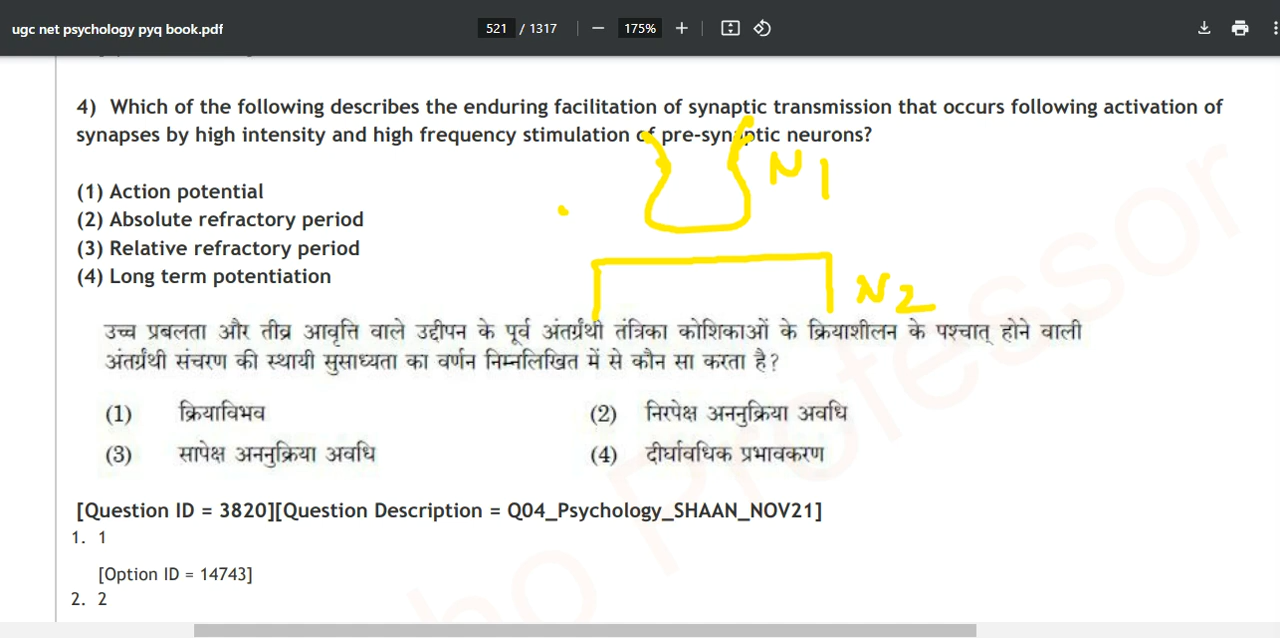 ugc net psychology pyq book.pdf
521 / 1317
175%
4) Which of the following describes the enduring facilitation of synaptic transmission that occurs following activation of
synapses by high intensity and high frequency stimulation of pre-synaptic neurons?
N1
(1) Action potential
(2) Absolute refractory period
(3) Relative refractory period
(4) Long term potentiation
N2
उच्च प्रबलता और तीव्र आवृत्ति वाले उद्दीपन के पूर्व अंतर्ग्रंथी तंत्रिका कोशिकाओं के क्रियाशीलन के पश्चात् होने वाली
अंतर्ग्रंथी संचरण की स्थायी सुसाध्यता का वर्णन निम्नलिखित में से कौन सा करता है?
(1) क्रियाविभव (2) निरपेक्ष अननुक्रिया अवधि
(3) सापेक्ष अननुक्रिया अवधि (4) दीर्घावधिक प्रभावकरण
[Question ID = 3820][Question Description = Q04_Psychology_SHAAN_NOV21]
1. 1
[Option ID = 14743]
2. 2
Professor